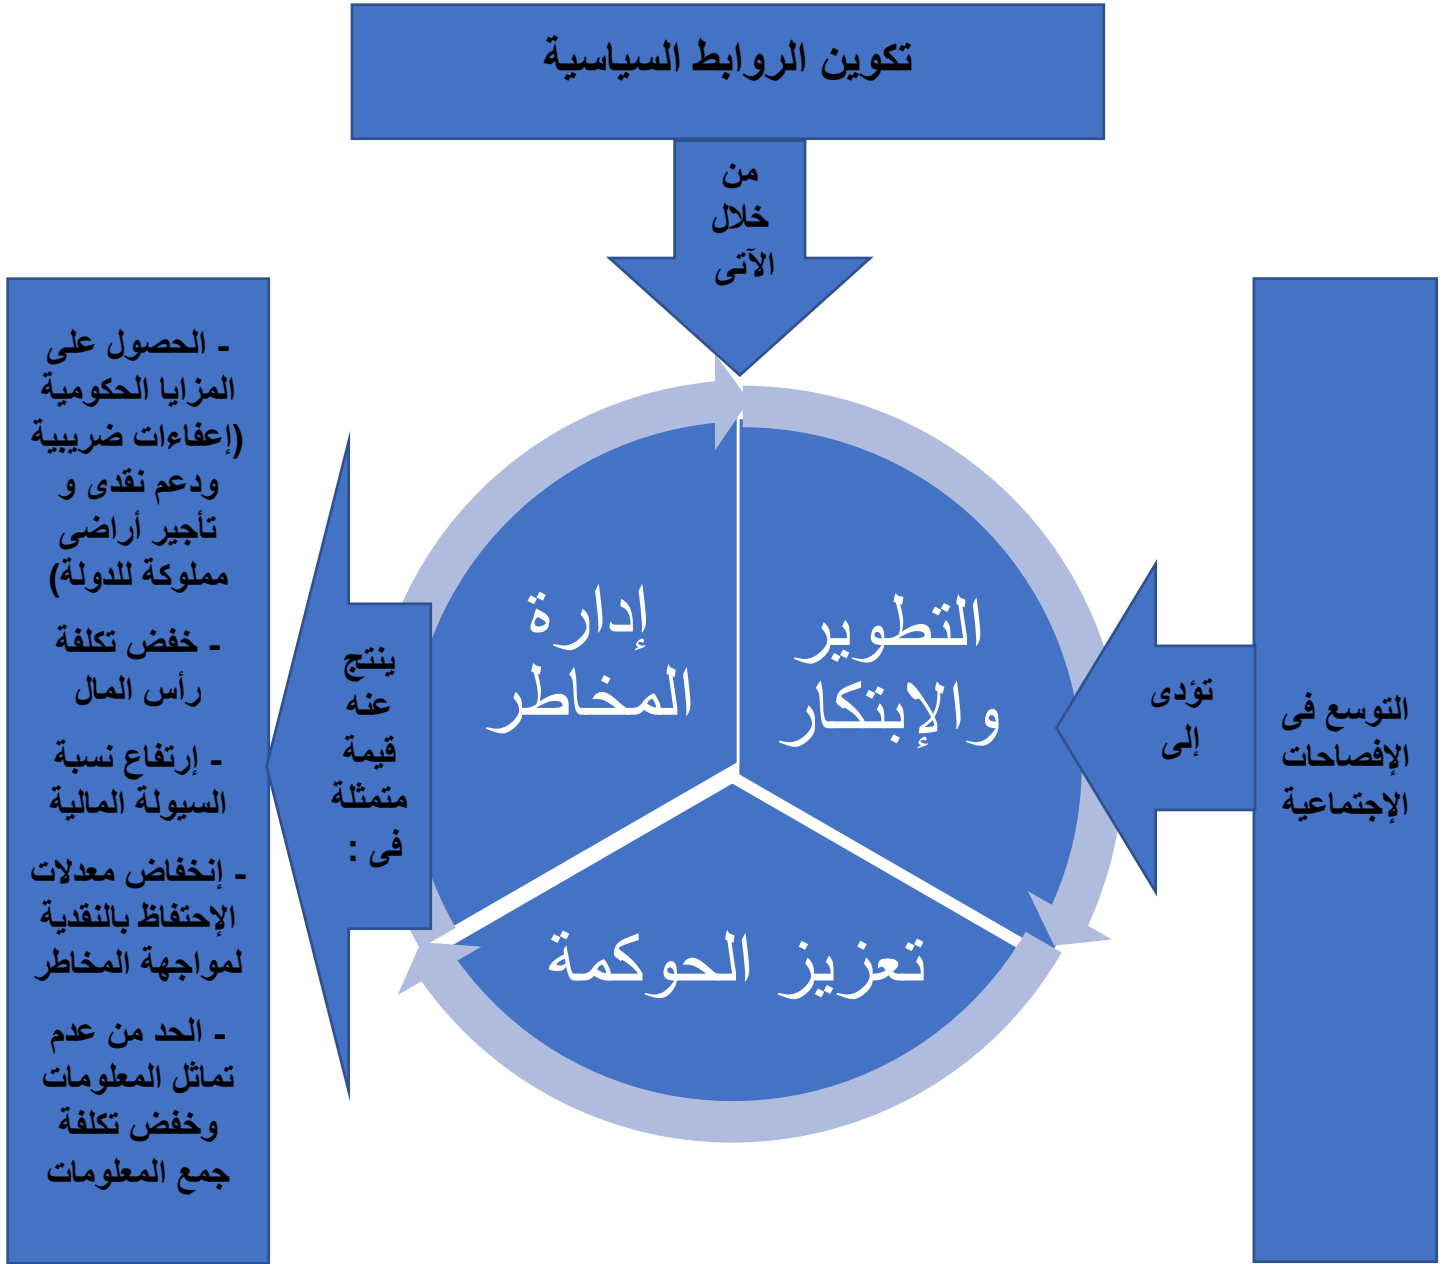 تكوين الروابط السياسية
من
خلال
الآتى
التوسع فى
الإفصاحات
الإجتماعية
تؤدى
إلى
التطوير
والإبتكار
إدارة
المخاطر
تعزيز الحوكمة
ينتج
عنه
قيمة
متمثلة
فى :
- الحصول على
المزايا الحكومية
(إعفاءات ضريبية
ودعم نقدى و
تأجير أراضى
مملوكة للدولة)
- خفض تكلفة
رأس المال
- إرتفاع نسبة
السيولة المالية
- إنخفاض معدلات
الإحتفاظ بالنقدية
لمواجهة المخاطر
- الحد من عدم
تماثل المعلومات
وخفض تكلفة
جمع المعلومات